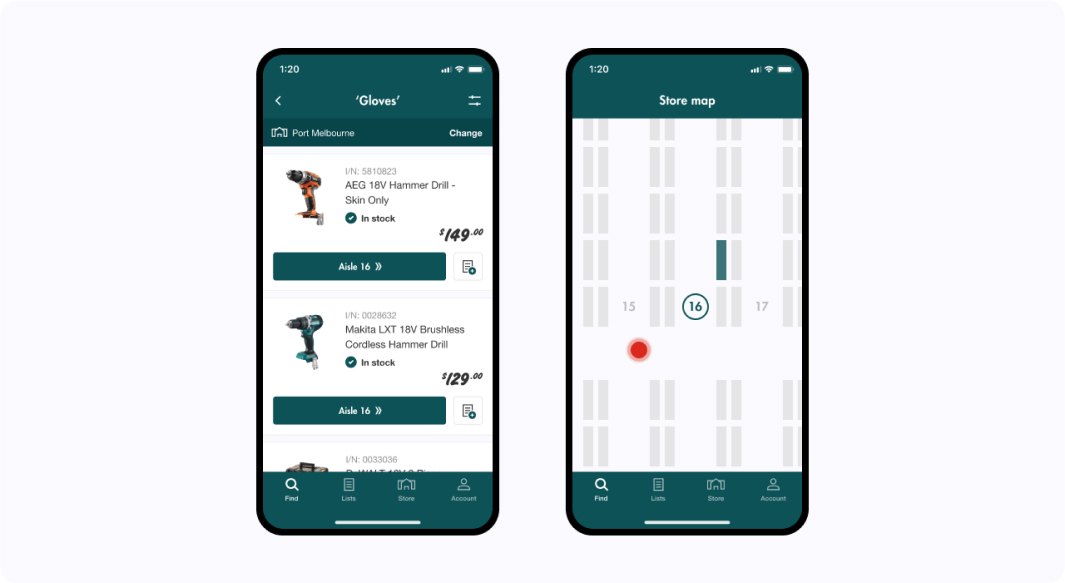 1:20
‘Gloves’
Port Melbourne
Change
I/N: 5810823
AEG 18V Hammer Drill -
Skin Only
In stock
$149.00
Aisle 16
I/N: 0028632
Makita LXT 18V Brushless
Cordless Hammer Drill
In stock
$129.00
Aisle 16
I/N: 0033036
Find
Lists
Store
Account
1:20
Store map
15
16
17
Find
Lists
Store
Account